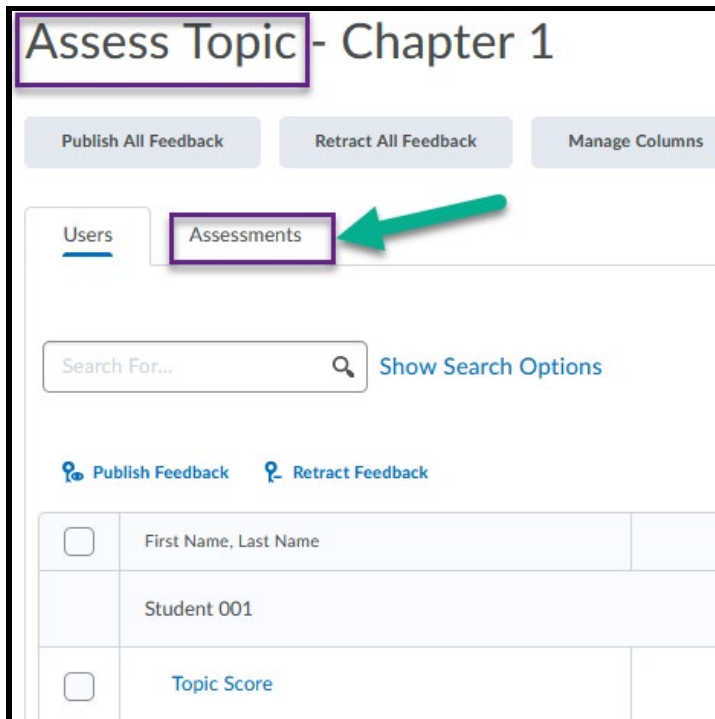 Assess Topic - Chapter 1
Publish All Feedback Retract All Feedback Manage Columns
Users Assessments
Search For... Show Search Options
Publish Feedback Retract Feedback
First Name, Last Name
Student 001
Topic Score